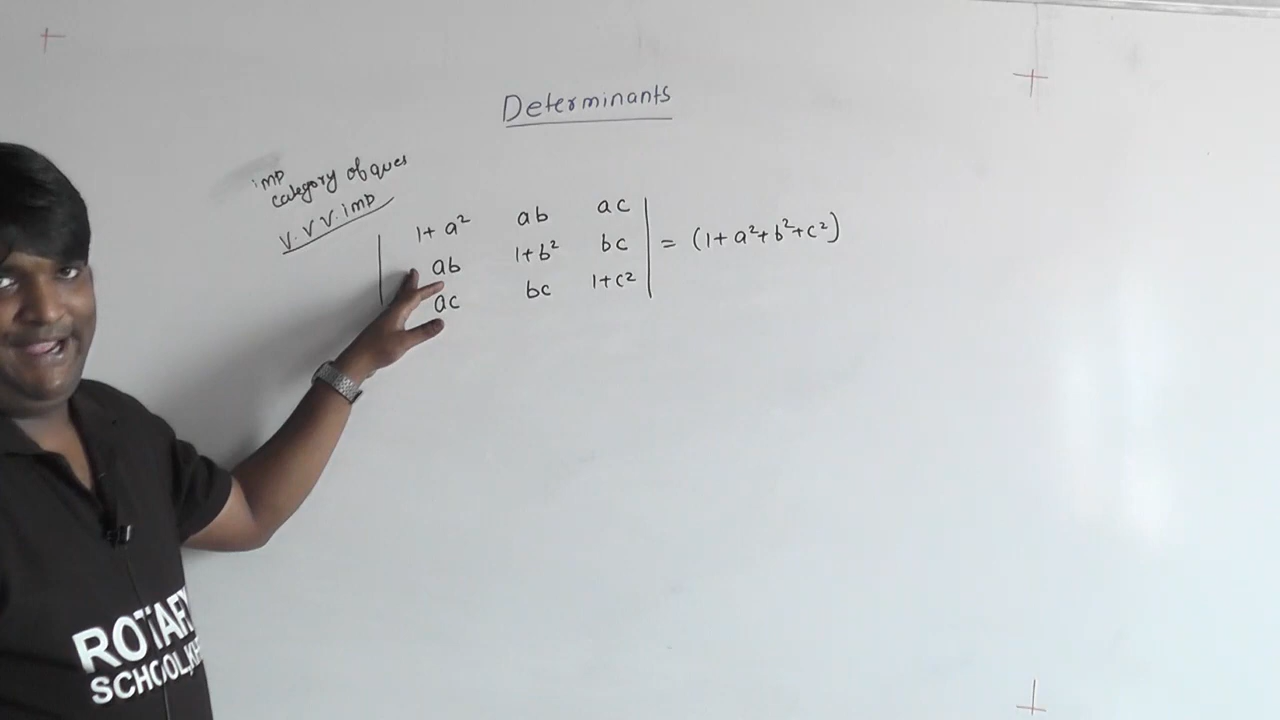 Determinants
imp
category of ques
V. V V. imp
1+ a² ab ac
ab 1+b² bc = (1+a²+b²+c²)
ac bc 1+c²
ROTARY
SCHOOL,KH